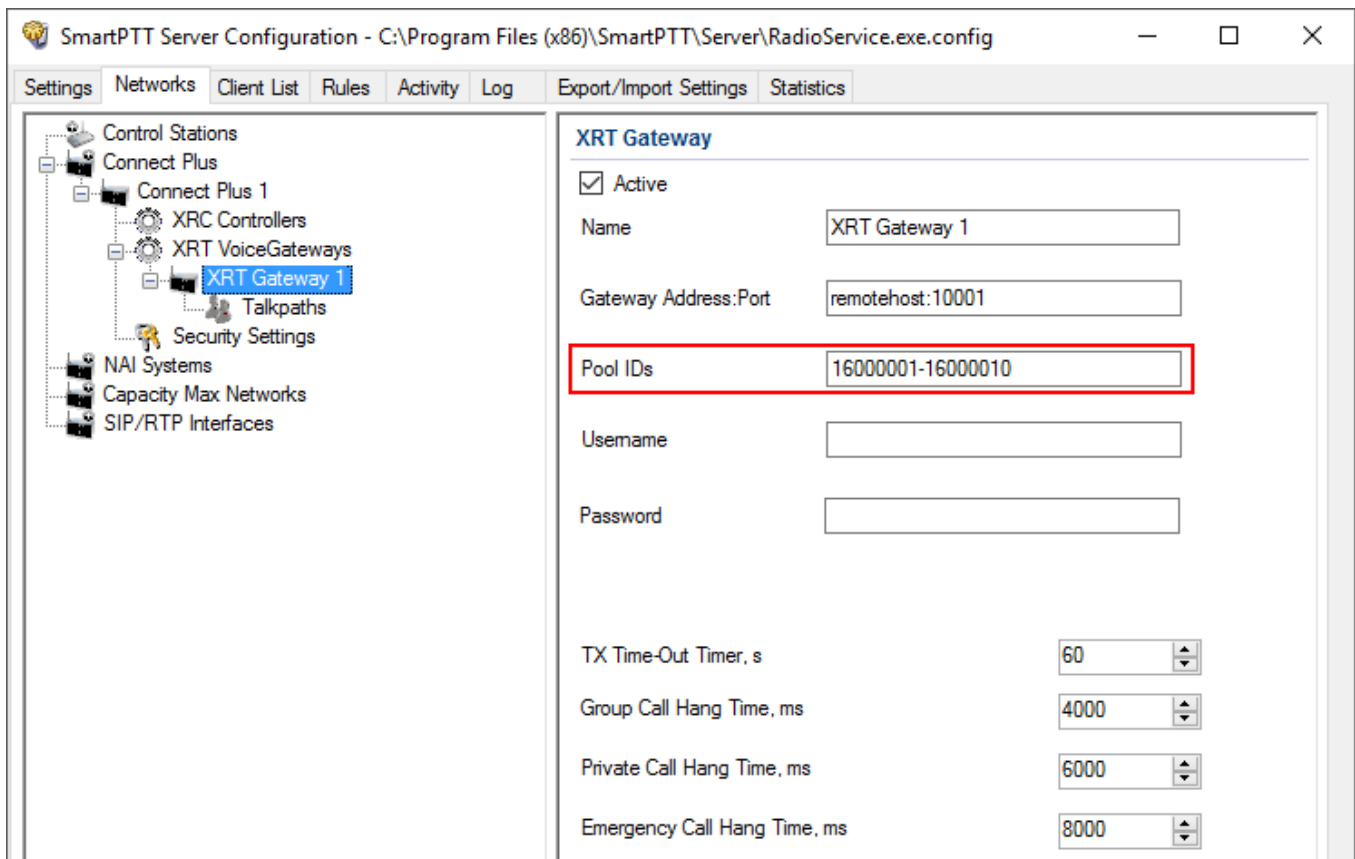 SmartPTT Server Configuration - C:\Program Files (x86)\SmartPTT\Server\RadioService.exe.config
Settings Networks Client List Rules Activity Log Export/Import Settings Statistics
Control Stations
Connect Plus
Connect Plus 1
XRC Controllers
XRT VoiceGateways
XRT Gateway 1
Talkpaths
Security Settings
NAI Systems
Capacity Max Networks
SIP/RTP Interfaces
XRT Gateway
Active
Name XRT Gateway 1
Gateway Address:Port remotehost:10001
Pool IDs 16000001-16000010
Username
Password
TX Time-Out Timer, s 60
Group Call Hang Time, ms 4000
Private Call Hang Time, ms 6000
Emergency Call Hang Time, ms 8000